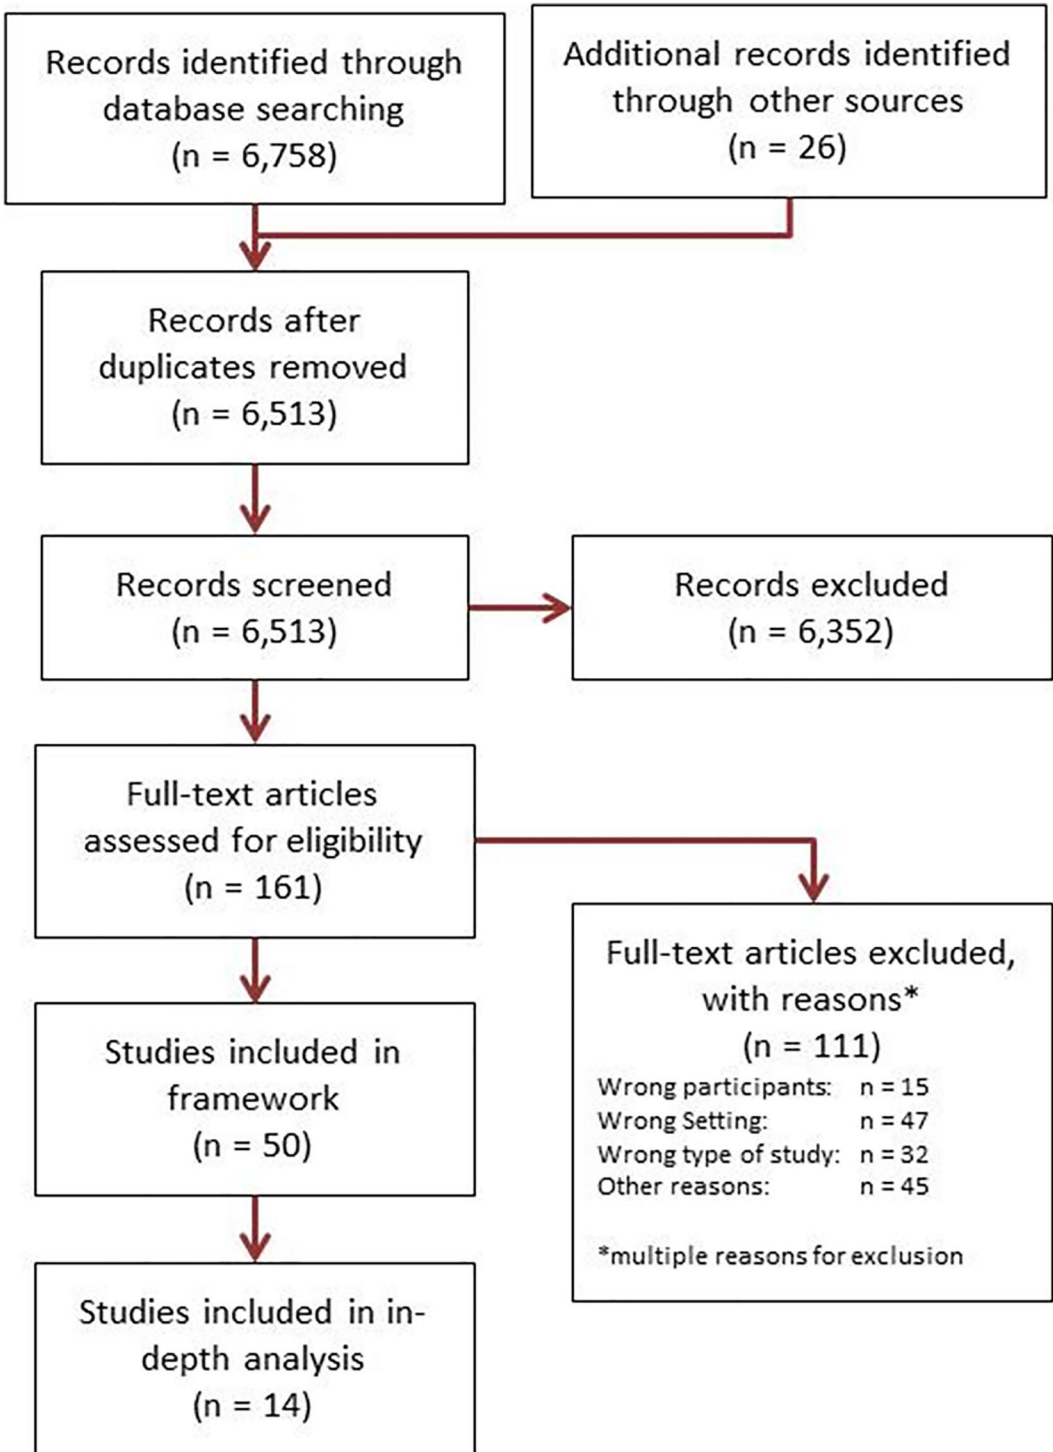 Records identified through
database searching
(n = 6,758)
Additional records identified
through other sources
(n = 26)
Records after
duplicates removed
(n = 6,513)
Records screened
(n = 6,513)
Records excluded
(n = 6,352)
Full-text articles
assessed for eligibility
(n = 161)
Full-text articles excluded,
with reasons*
(n = 111)
Wrong participants: n = 15
Wrong Setting: n = 47
Wrong type of study: n = 32
Other reasons: n = 45
*multiple reasons for exclusion
Studies included in
framework
(n = 50)
Studies included in in-
depth analysis
(n = 14)